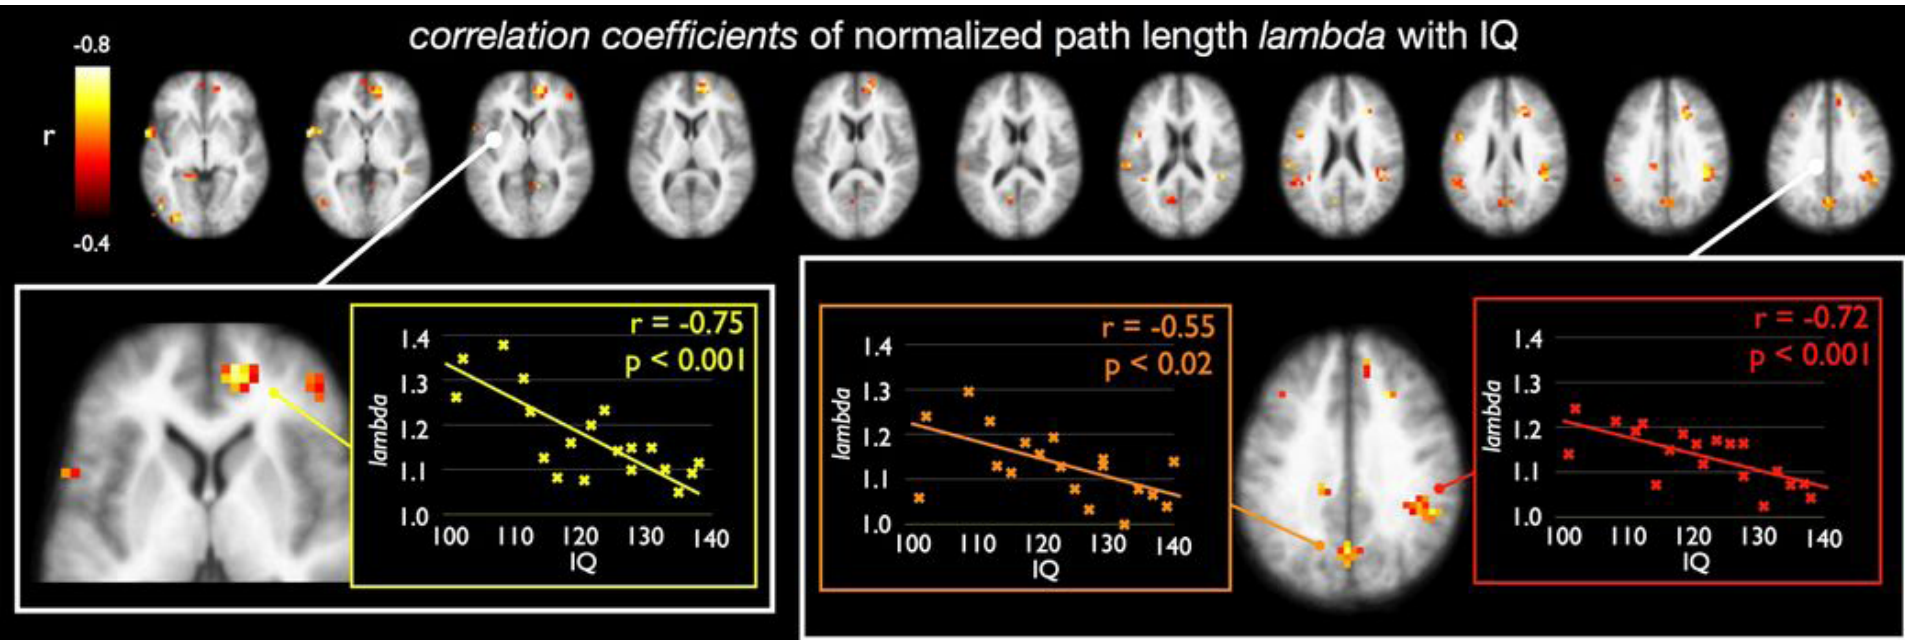 correlation coefficients of normalized path length lambda with IQ
-0.8
r
-0.4
r = -0.75
p < 0.001
1.4
1.3
1.2
1.1
1.0
lambda
100 110 120 130 140
IQ
r = -0.55
p < 0.02
1.4
1.3
1.2
1.1
1.0
lambda
100 110 120 130 140
IQ
r = -0.72
p < 0.001
1.4
1.3
1.2
1.1
1.0
lambda
100 110 120 130 140
IQ